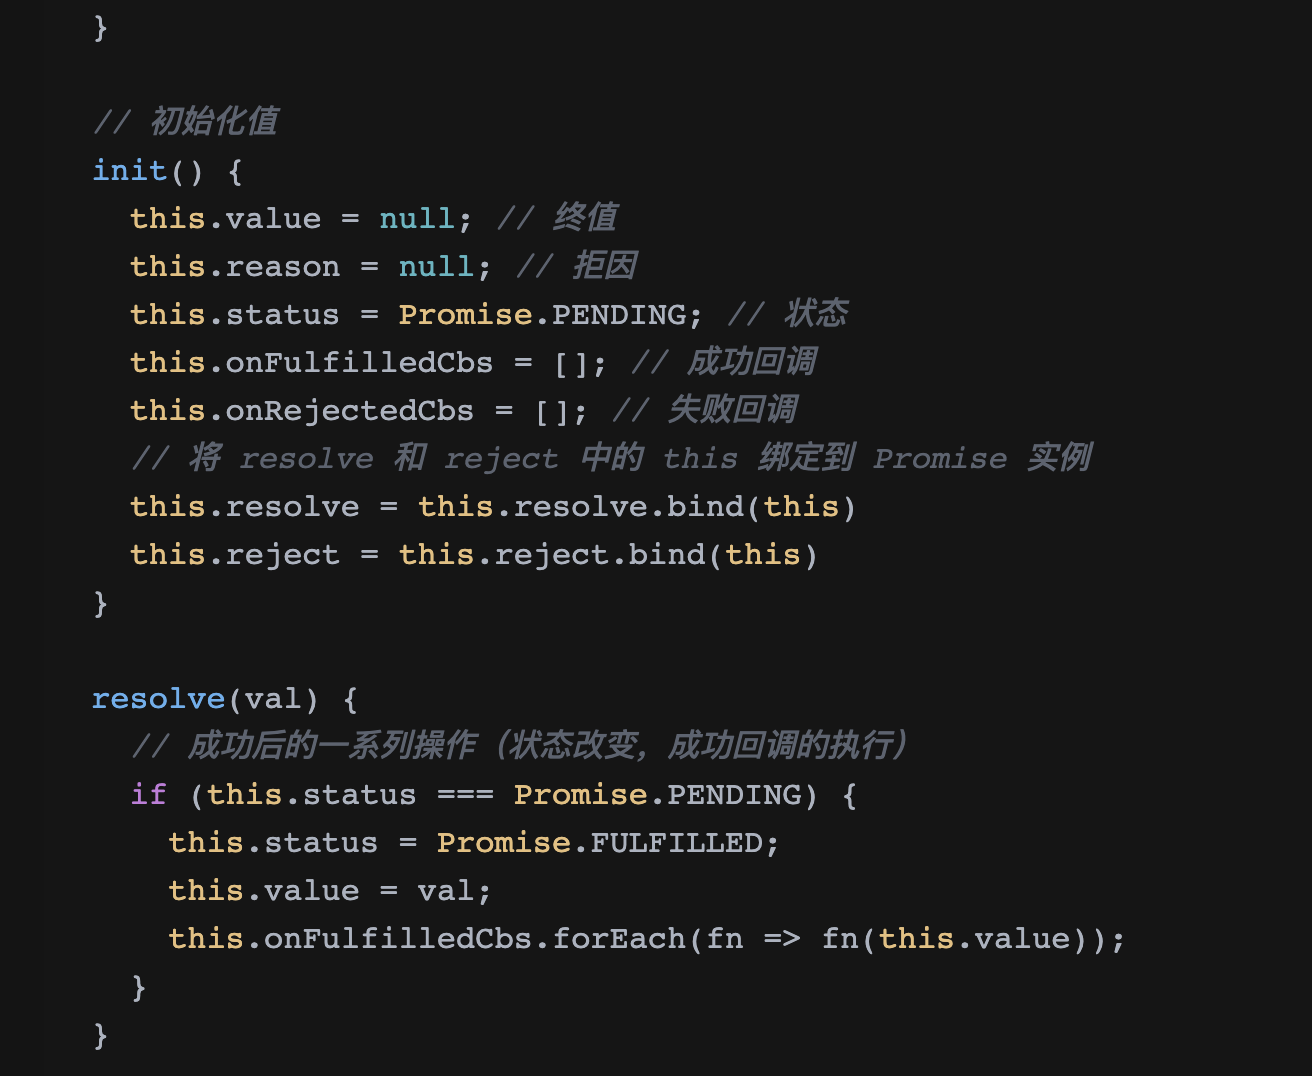 }
// 初始化值
init() {
this.value = null; // 终值
this.reason = null; // 拒因
this.status = Promise.PENDING; // 状态
this.onFulfilledCbs = []; // 成功回调
this.onRejectedCbs = []; // 失败回调
// 将 resolve 和 reject 中的 this 绑定到 Promise 实例
this.resolve = this.resolve.bind(this)
this.reject = this.reject.bind(this)
}
resolve(val) {
// 成功后的一系列操作（状态改变，成功回调的执行）
if (this.status === Promise.PENDING) {
this.status = Promise.FULFILLED;
this.value = val;
this.onFulfilledCbs.forEach(fn => fn(this.value));
}
}